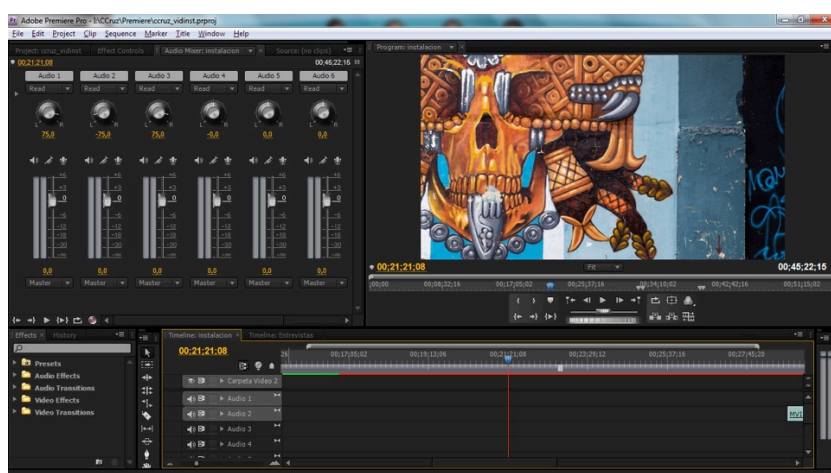 Adobe Premiere Pro - I:\CCruz\Premiere\ccruz_vidinst.prproj
File Edit Project Clip Sequence Marker Title Window Help
Project: ccruz_vidinst Effect Controls Audio Mixer: instalacion Source: (no clips)
Program: instalacion
00;21;21;08 00;45;22;15
Audio 1 Audio 2 Audio 3 Audio 4 Audio 5 Audio 6
Read Read Read Read Read Read
L R L R L R L R L R L R
75,0 -75,0 75,0 -0,0 0,0 0,0
0,0 0,0 0,0 0,0 0,0 0,0
Master Master Master Master Master Master
00;21;21;08 Fit 00;45;22;15
;00;00 00;08;32;16 00;17;05;02 00;25;37;16 00;34;10;02 00;42;42;16 00;51;15;02
Effects History
Presets
Audio Effects
Audio Transitions
Video Effects
Video Transitions
Timeline: instalacion Timeline: Entrevistas
00;21;21;08
26 00;17;05;02 00;19;13;06 00;21;21;08 00;23;29;12 00;25;37;16 00;27;45;20
Carpeta Video 2
Audio 1
Audio 2
MVI
Audio 3
Audio 4